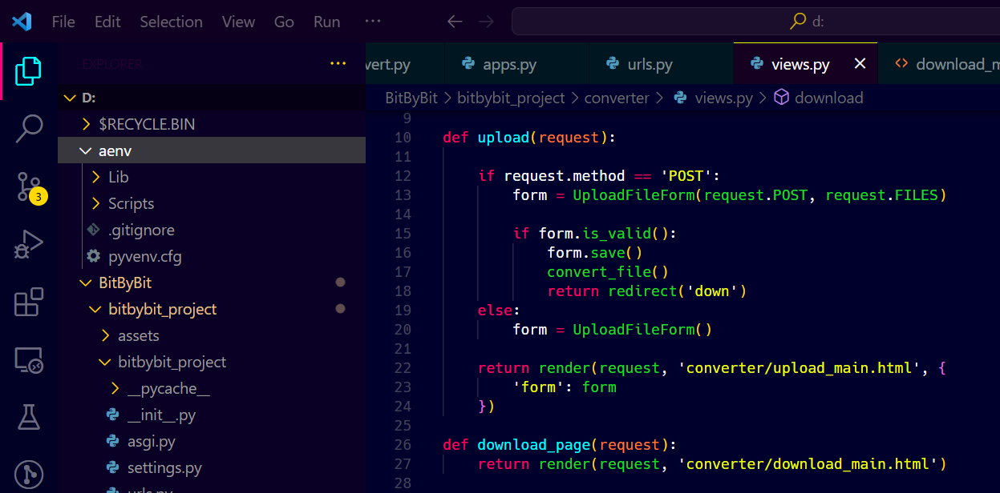 File Edit Selection View Go Run ··· d:
EXPLORER ···
vert.py apps.py urls.py views.py download_m
BitByBit > bitbybit_project > converter > views.py > download
D:
$RECYCLE.BIN
aenv
Lib
Scripts
.gitignore
pyvenv.cfg
BitByBit
bitbybit_project
assets
bitbybit_project
__pycache__
__init__.py
asgi.py
settings.py
urls.py
3
9
10 def upload(request):
11
12 if request.method == 'POST':
13 form = UploadFileForm(request.POST, request.FILES)
14
15 if form.is_valid():
16 form.save()
17 convert_file()
18 return redirect('down')
19 else:
20 form = UploadFileForm()
21
22 return render(request, 'converter/upload_main.html', {
23 'form': form
24 })
25
26 def download_page(request):
27 return render(request, 'converter/download_main.html')
28